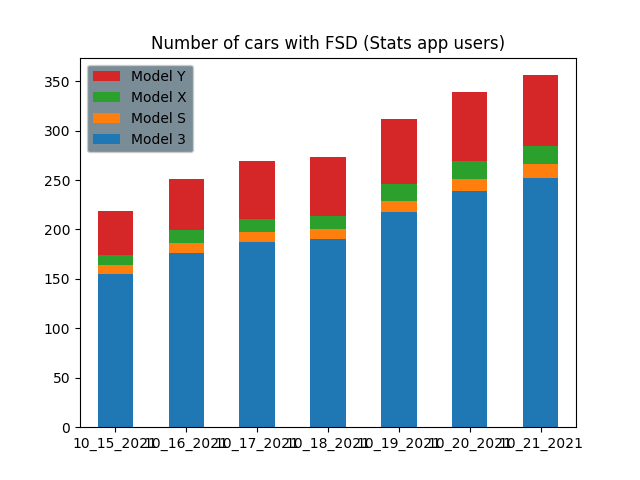 Number of cars with FSD (Stats app users)
Model Y
Model X
Model S
Model 3
350
300
250
200
150
100
50
0
10_15_2021 10_16_2021 10_17_2021 10_18_2021 10_19_2021 10_20_2021 10_21_2021